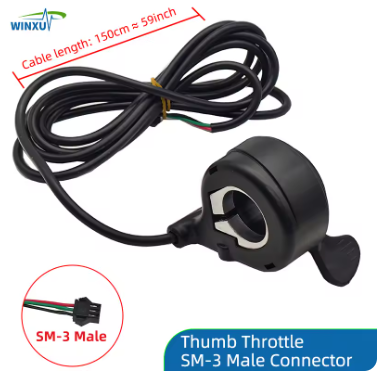 WINXU
Cable length: 150cm ≈ 59inch
SM-3 Male
Thumb Throttle
SM-3 Male Connector